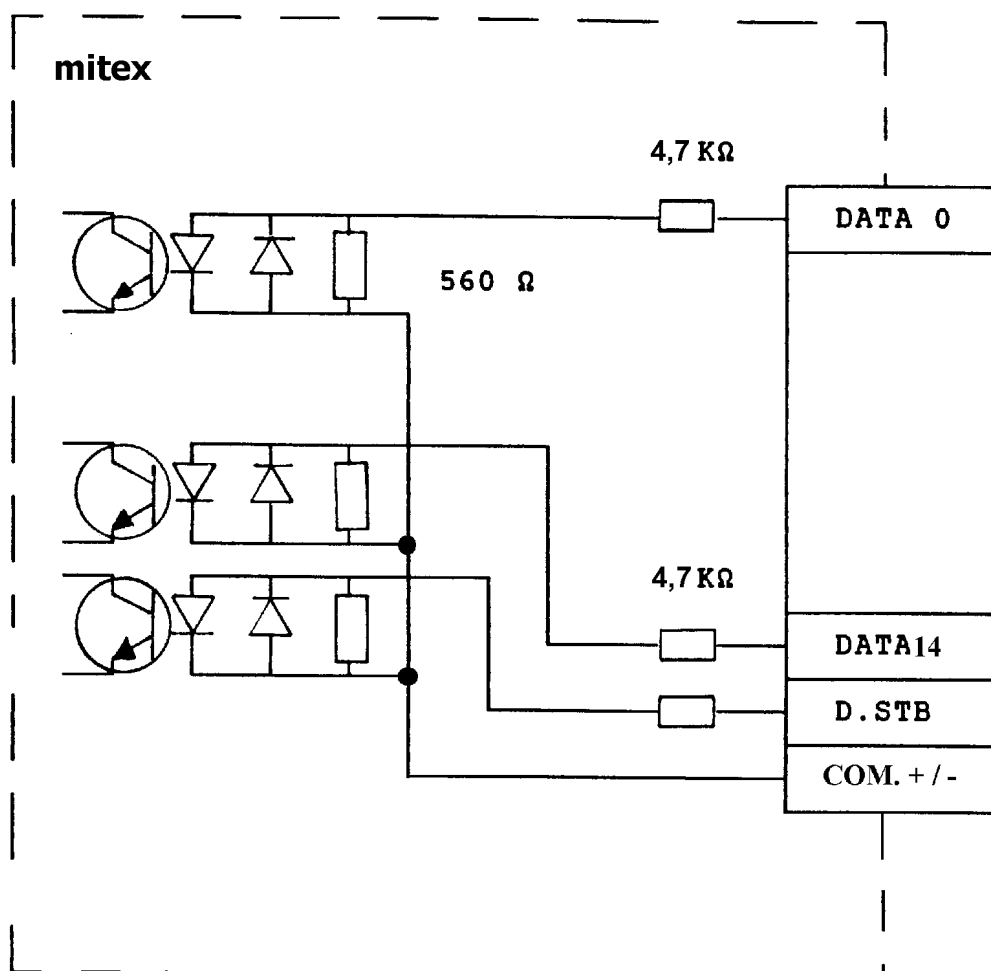 mitex
4,7 KΩ
DATA 0
560 Ω
4,7 KΩ
DATA14
D.STB
COM. + / -